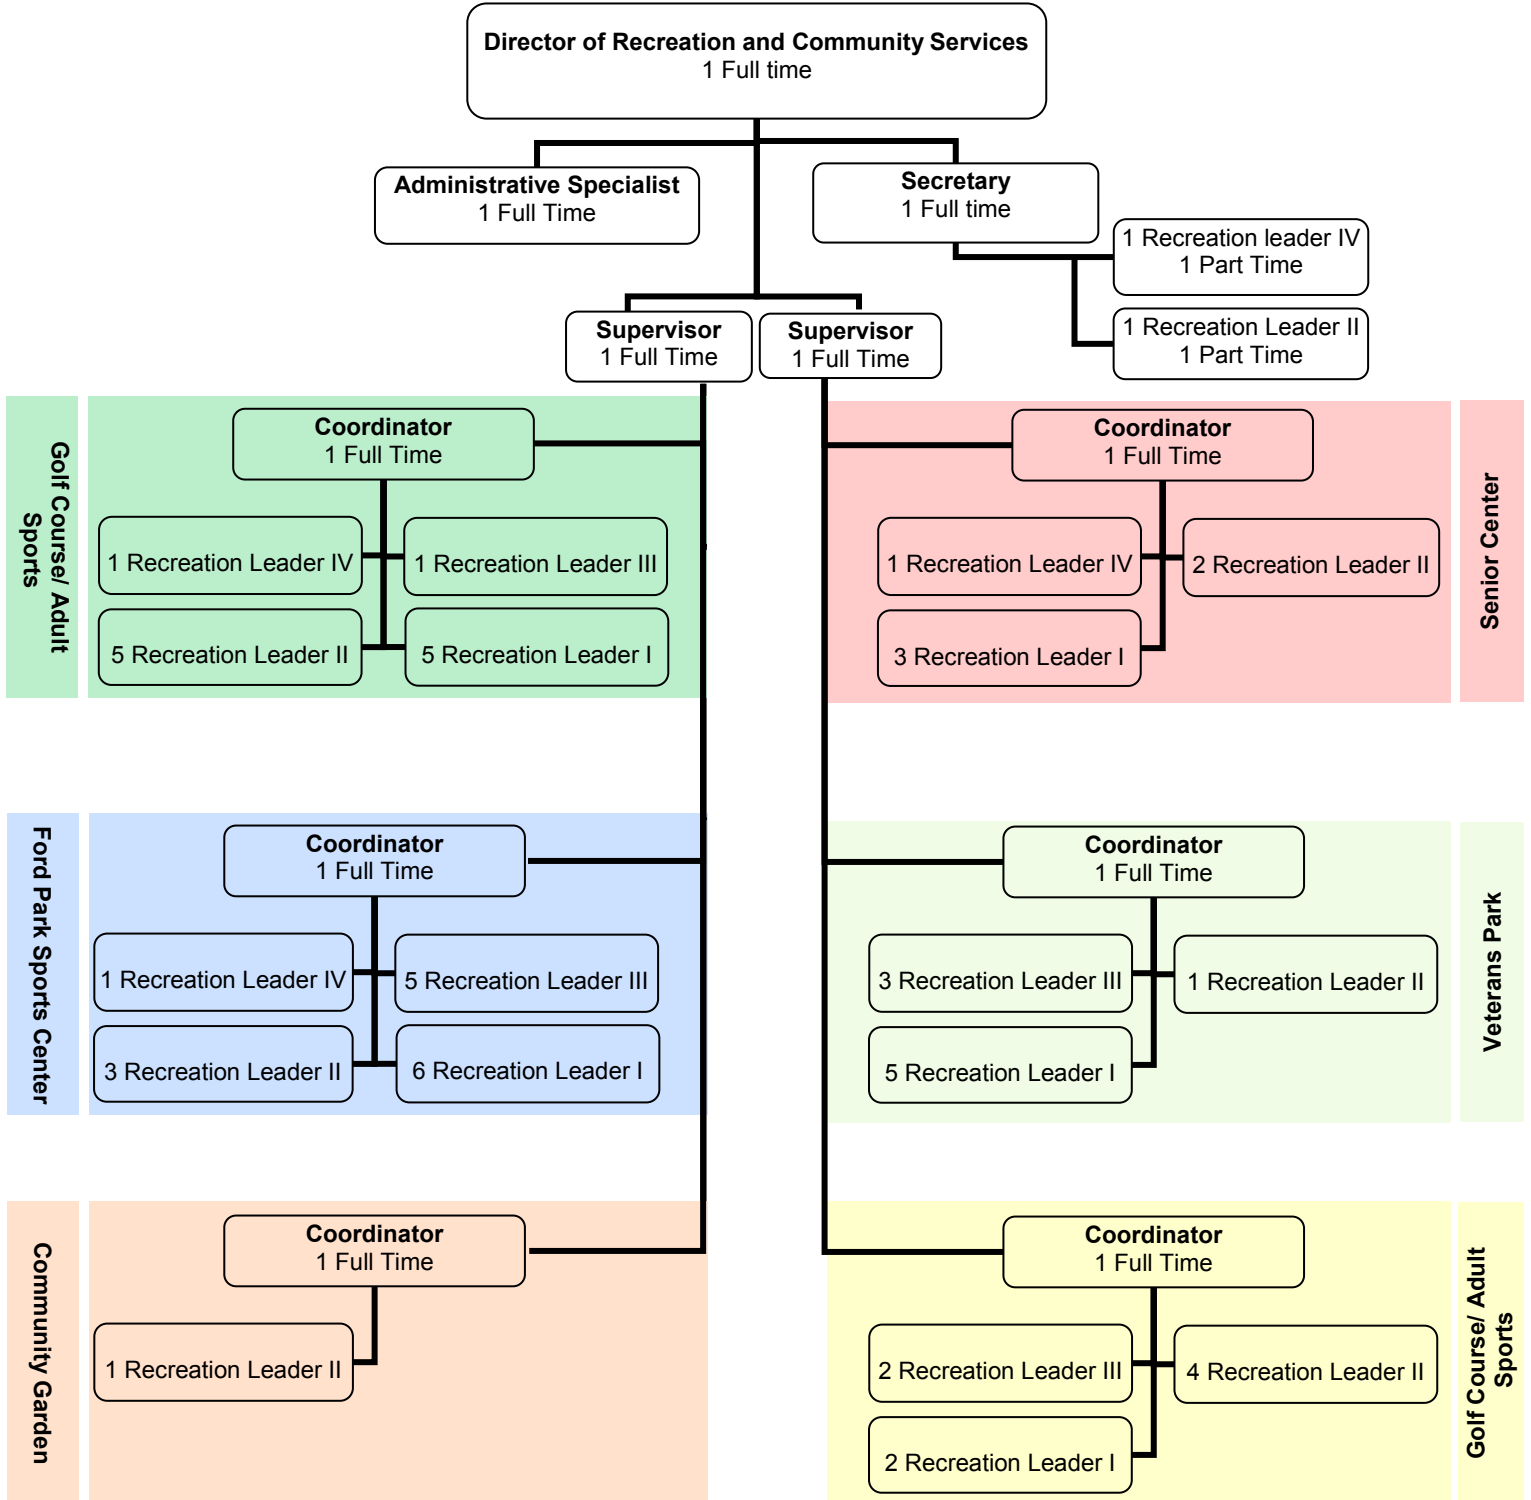 Director of Recreation and Community Services
1 Full time
Administrative Specialist
1 Full Time
Secretary
1 Full time
1 Recreation leader IV
1 Part Time
1 Recreation Leader II
1 Part Time
Supervisor
1 Full Time
Supervisor
1 Full Time
Golf Course/ Adult
Sports
Coordinator
1 Full Time
1 Recreation Leader IV
1 Recreation Leader III
5 Recreation Leader II
5 Recreation Leader I
Coordinator
1 Full Time
1 Recreation Leader IV
2 Recreation Leader II
3 Recreation Leader I
Senior Center
Ford Park Sports Center
Coordinator
1 Full Time
1 Recreation Leader IV
5 Recreation Leader III
3 Recreation Leader II
6 Recreation Leader I
Coordinator
1 Full Time
3 Recreation Leader III
1 Recreation Leader II
5 Recreation Leader I
Veterans Park
Community Garden
Coordinator
1 Full Time
1 Recreation Leader II
Coordinator
1 Full Time
2 Recreation Leader III
4 Recreation Leader II
2 Recreation Leader I
Golf Course/ Adult
Sports